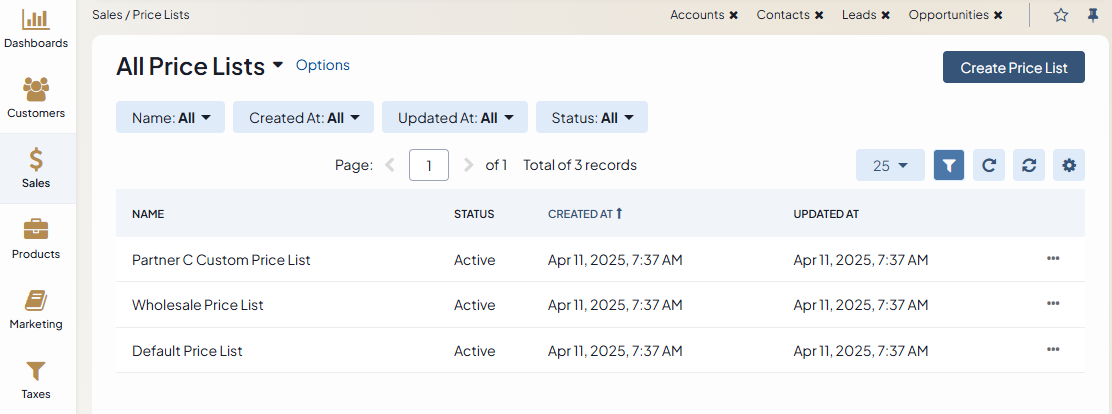 Sales / Price Lists
Accounts ✖ Contacts ✖ Leads ✖ Opportunities ✖
Dashboards
Customers
Sales
Products
Marketing
Taxes
All Price Lists Options
Create Price List
Name: All Created At: All Updated At: All Status: All
Page: 1 of 1 Total of 3 records 25
NAME STATUS CREATED AT UPDATED AT
Partner C Custom Price List Active Apr 11, 2025, 7:37 AM Apr 11, 2025, 7:37 AM
Wholesale Price List Active Apr 11, 2025, 7:37 AM Apr 11, 2025, 7:37 AM
Default Price List Active Apr 11, 2025, 7:37 AM Apr 11, 2025, 7:37 AM